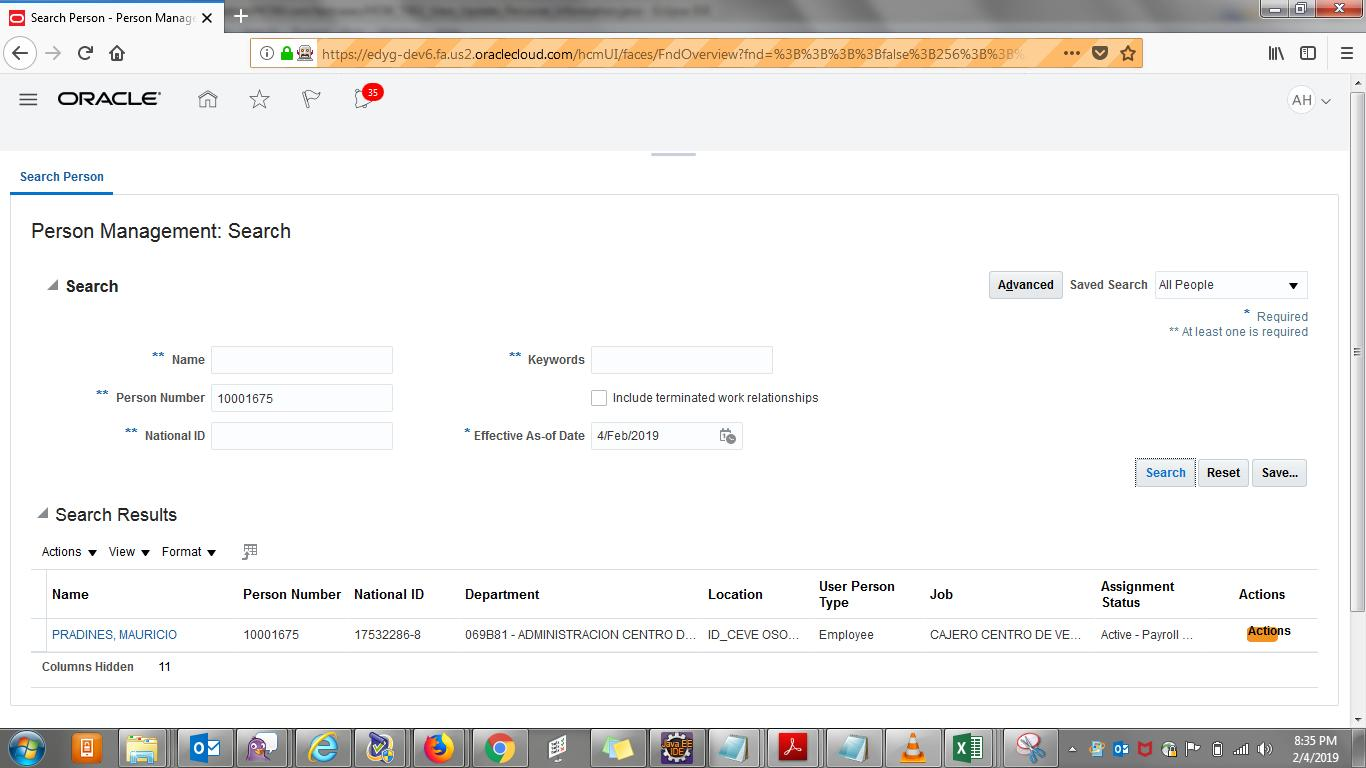 Search Person - Person Manage
https://edyg-dev6.fa.us2.oraclecloud.com/hcmUI/faces/FndOverview?fnd=%3B%3B%3B%3Bfalse%3B256%3B%3B%
ORACLE
35
AH
Search Person
Person Management: Search
Search
Advanced
Saved Search
All People
* Required
** At least one is required
** Name
** Keywords
** Person Number 10001675
Include terminated work relationships
** National ID
* Effective As-of Date 4/Feb/2019
Search Reset Save...
Search Results
Actions View Format
Name Person Number National ID Department Location User Person Type Job Assignment Status Actions
PRADINES, MAURICIO 10001675 17532286-8 069B81 - ADMINISTRACION CENTRO D... ID_CEVE OSO... Employee CAJERO CENTRO DE VE... Active - Payroll ... Actions
Columns Hidden 11
Java EE
IDE
8:35 PM
2/4/2019